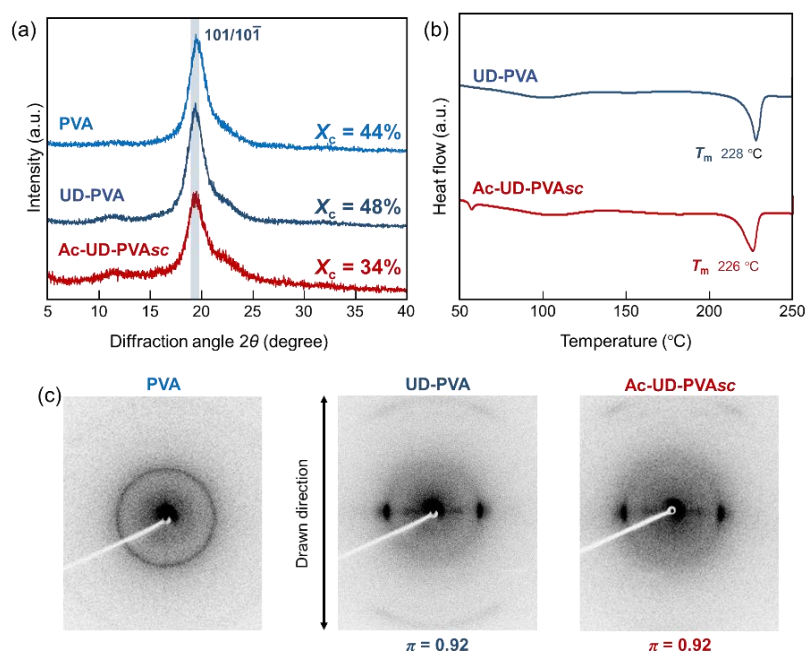 (a)
101/101̄
PVA
Xc = 44%
UD-PVA
Xc = 48%
Ac-UD-PVAsc
Xc = 34%
Intensity (a.u.)
5 10 15 20 25 30 35 40
Diffraction angle 2θ (degree)
(b)
UD-PVA
Tm 228 °C
Ac-UD-PVAsc
Tm 226 °C
Heat flow (a.u.)
50 100 150 200 250
Temperature (°C)
(c)
PVA
UD-PVA
Ac-UD-PVAsc
Drawn direction
π = 0.92
π = 0.92